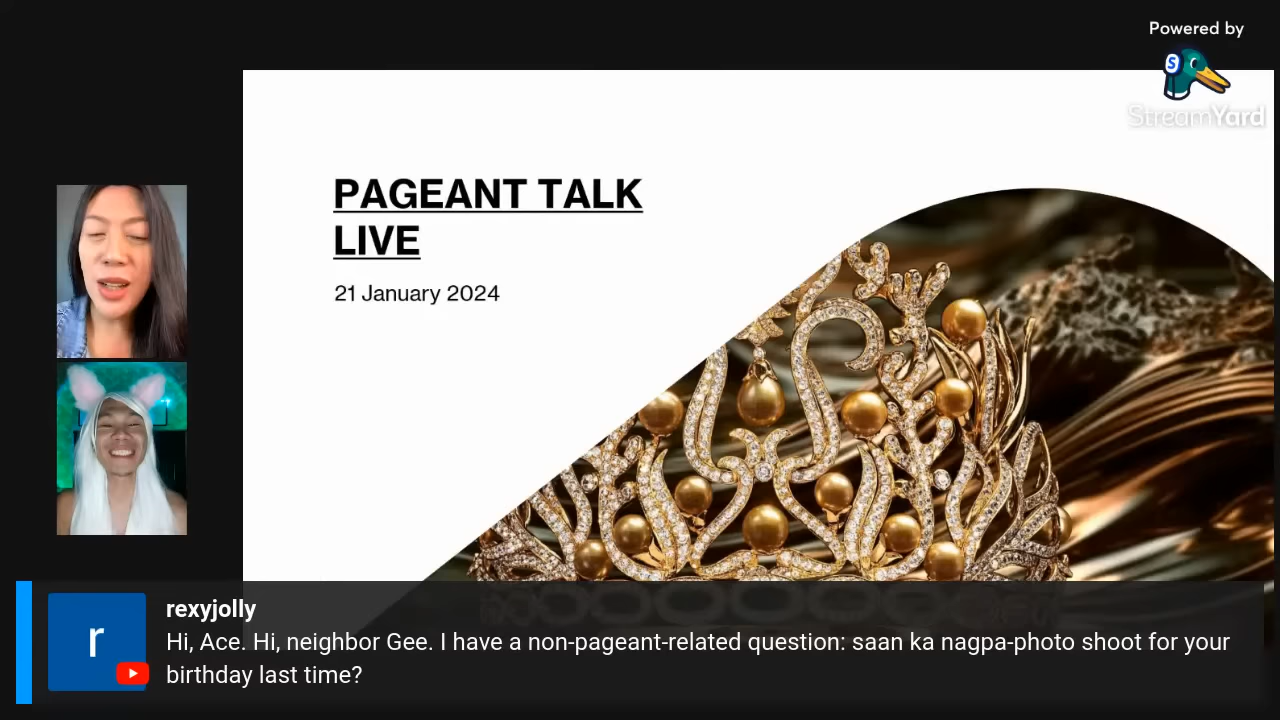 Powered by
S
StreamYard
PAGEANT TALK
LIVE
21 January 2024
r
rexyjolly
Hi, Ace. Hi, neighbor Gee. I have a non-pageant-related question: saan ka nagpa-photo shoot for your
birthday last time?